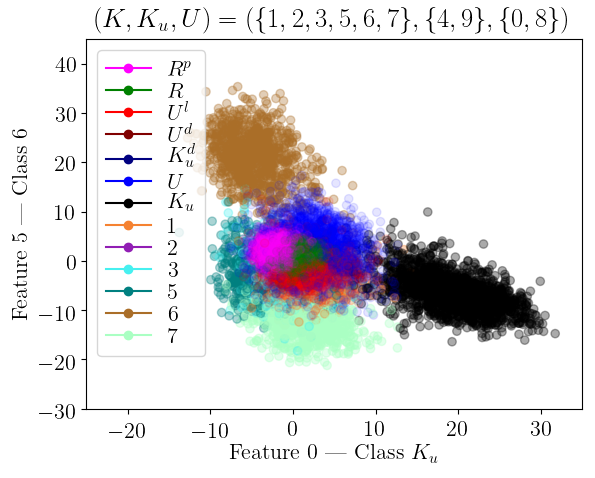 (K, K_u, U) = ({1, 2, 3, 5, 6, 7}, {4, 9}, {0, 8})
Feature 5 — Class 6
40
30
20
10
0
−10
−20
−30
R^p
R
U^l
U^d
K_u^d
U
K_u
1
2
3
5
6
7
−20 −10 0 10 20 30
Feature 0 — Class K_u